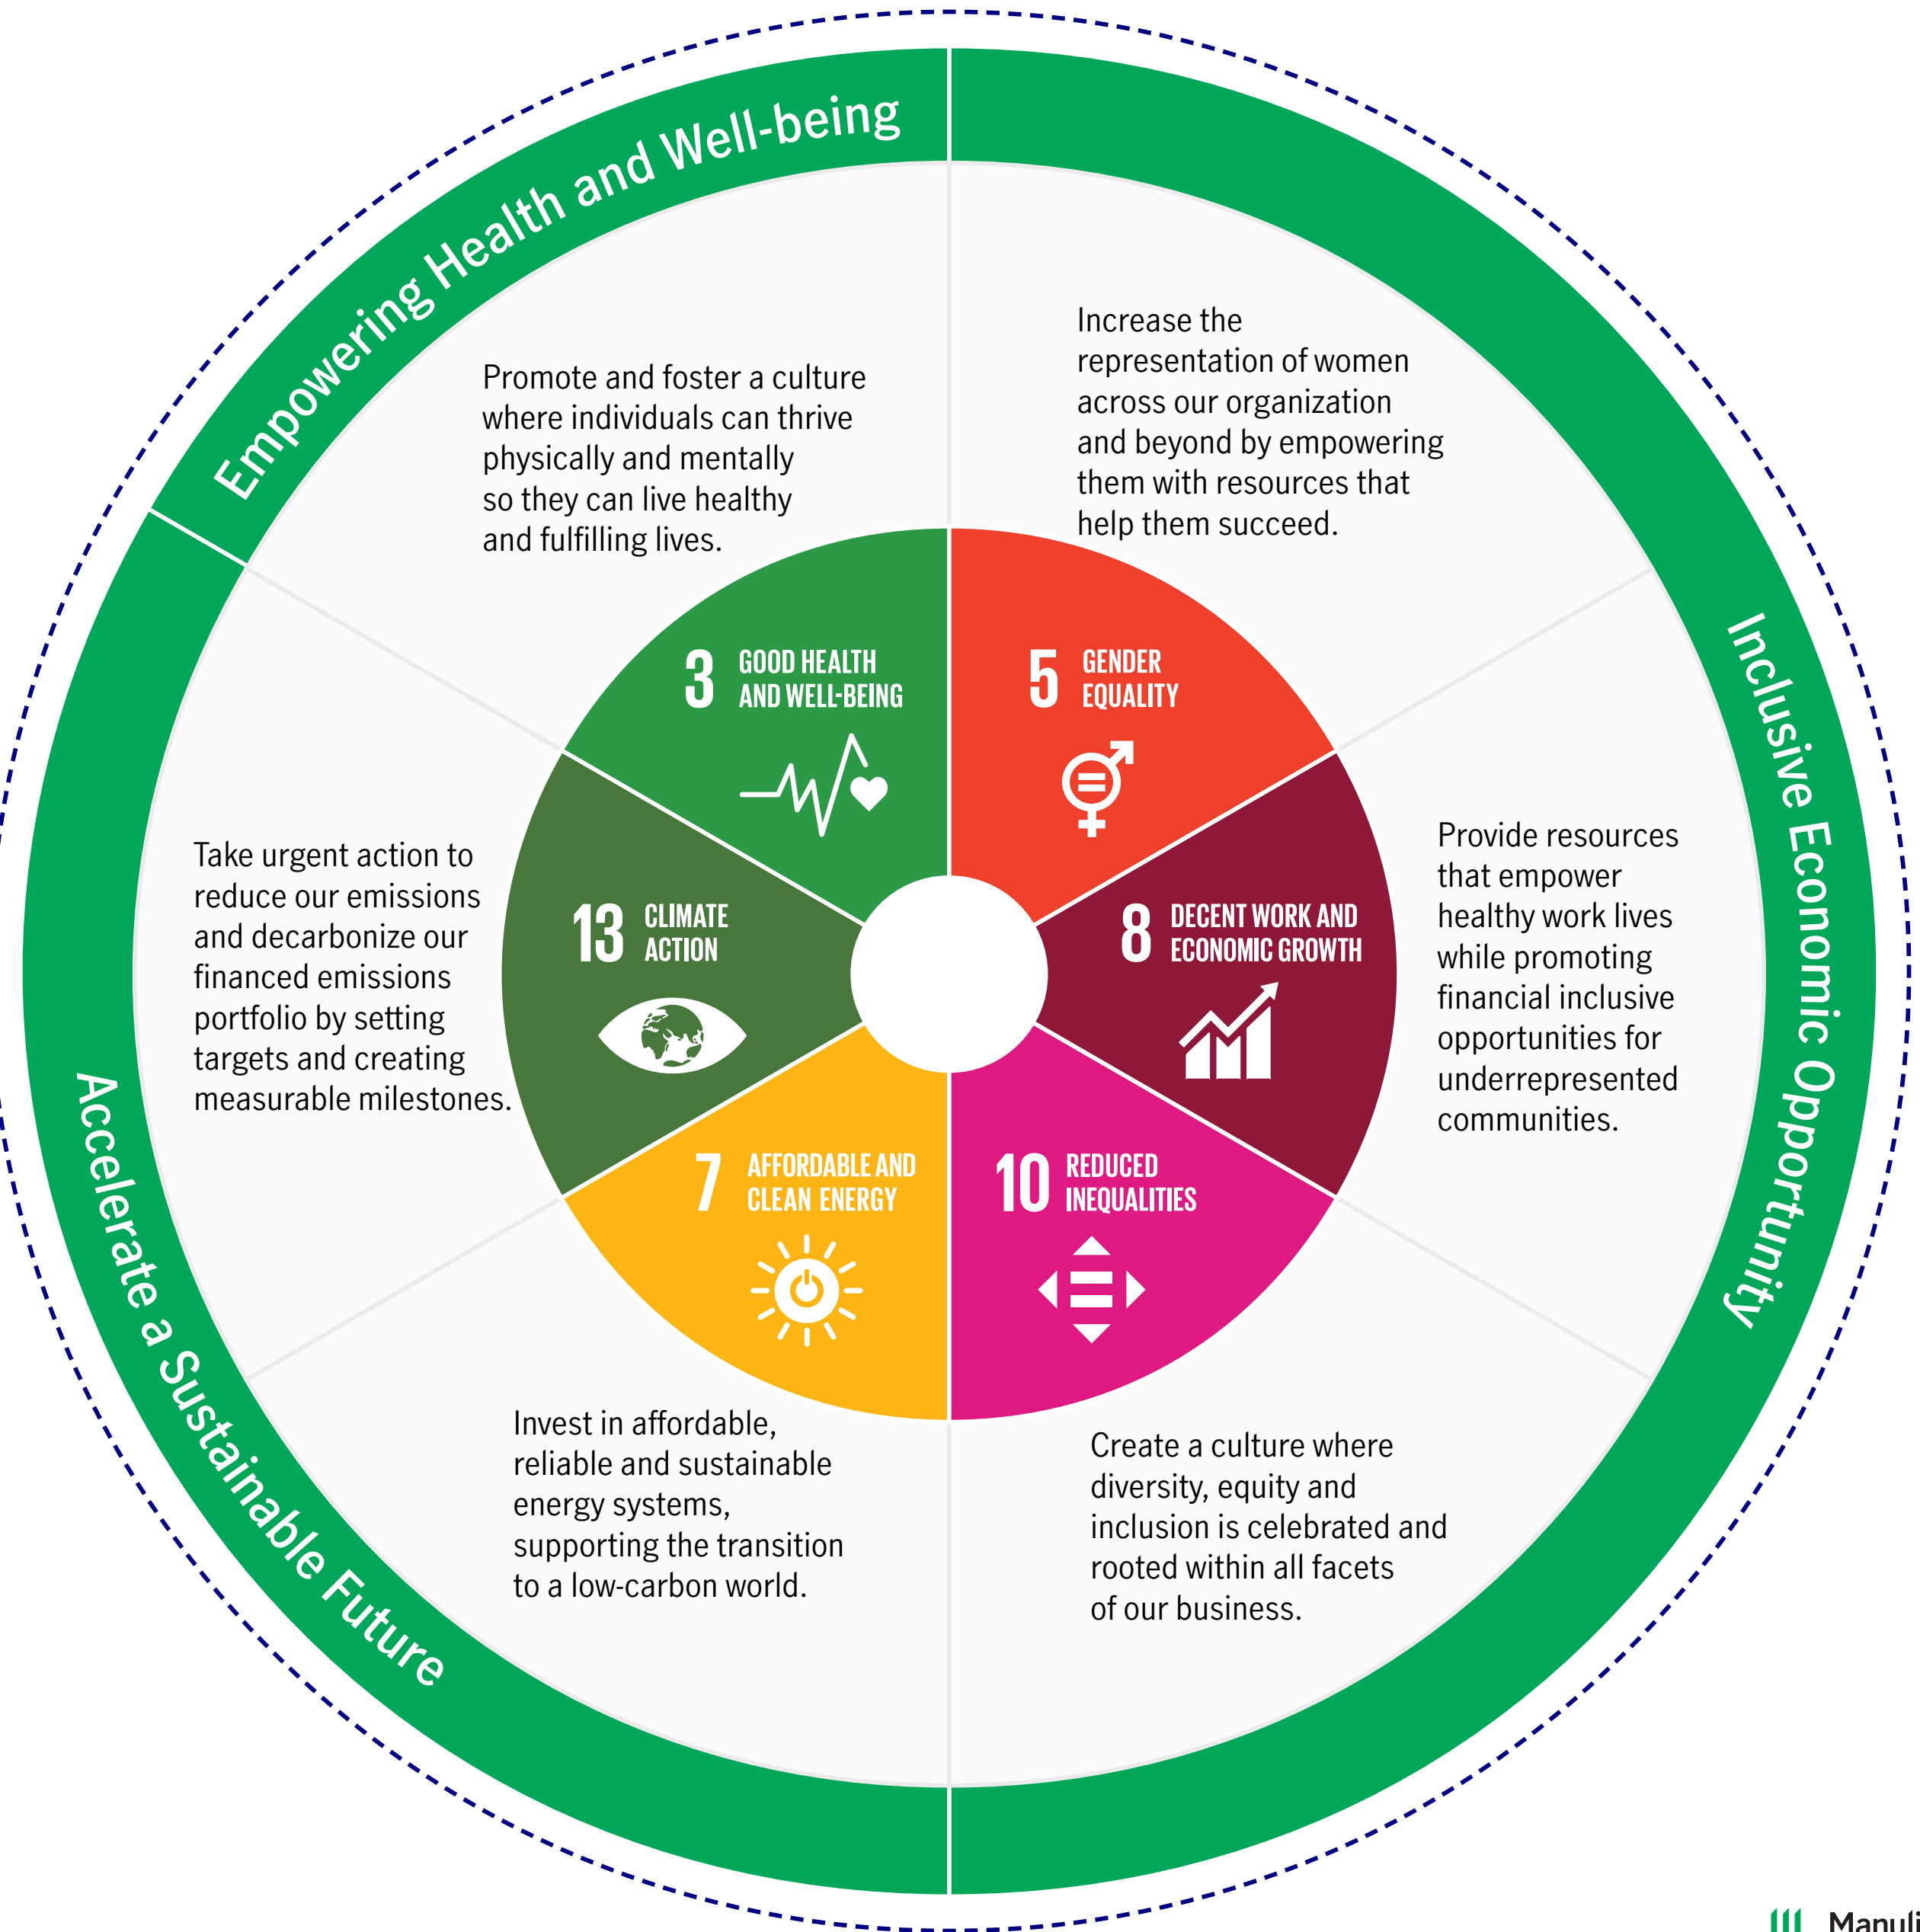 Empowering Health and Well-being
Promote and foster a culture
where individuals can thrive
physically and mentally
so they can live healthy
and fulfilling lives.
Increase the
representation of women
across our organization
and beyond by empowering
them with resources that
help them succeed.
Inclusive Economic Opportunity
3 GOOD HEALTH
AND WELL-BEING
5 GENDER
EQUALITY
Take urgent action to
reduce our emissions
and decarbonize our
financed emissions
portfolio by setting
targets and creating
measurable milestones.
13 CLIMATE
ACTION
8 DECENT WORK AND
ECONOMIC GROWTH
Provide resources
that empower
healthy work lives
while promoting
financial inclusive
opportunities for
underrepresented
communities.
Accelerate a Sustainable Future
7 AFFORDABLE AND
CLEAN ENERGY
10 REDUCED
INEQUALITIES
Invest in affordable,
reliable and sustainable
energy systems,
supporting the transition
to a low-carbon world.
Create a culture where
diversity, equity and
inclusion is celebrated and
rooted within all facets
of our business.